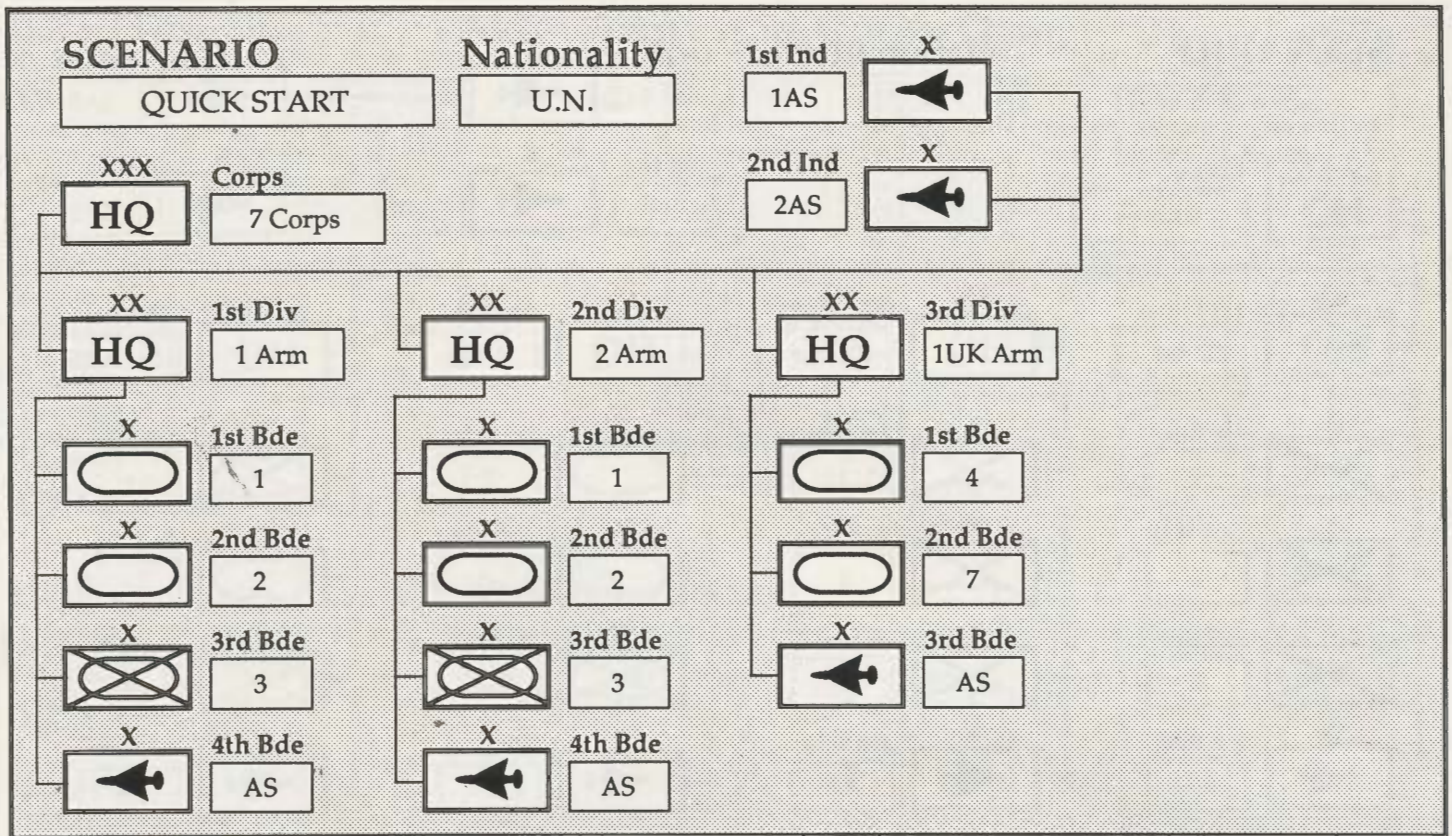 SCENARIO
QUICK START
Nationality
U.N.
1st Ind
1AS
X
2nd Ind
2AS
X
XXX
HQ
Corps
7 Corps
XX
HQ
1st Div
1 Arm
XX
HQ
2nd Div
2 Arm
XX
HQ
3rd Div
1UK Arm
X
1st Bde
1
X
2nd Bde
2
X
3rd Bde
3
X
4th Bde
AS
X
1st Bde
1
X
2nd Bde
2
X
3rd Bde
3
X
4th Bde
AS
X
1st Bde
4
X
2nd Bde
7
X
3rd Bde
AS